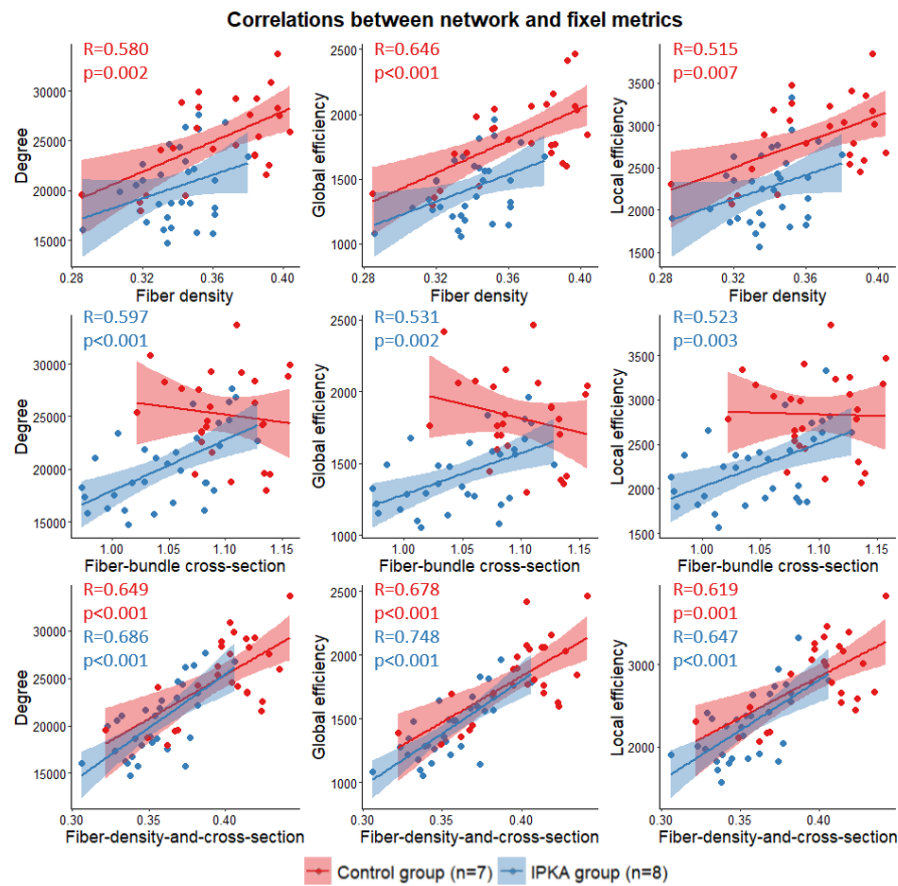 Correlations between network and fixel metrics
R=0.580
p=0.002
Degree
30000
25000
20000
15000
0.28
0.32
0.36
0.40
Fiber density
R=0.646
p<0.001
Global efficiency
2500
2000
1500
1000
0.28
0.32
0.36
0.40
Fiber density
R=0.515
p=0.007
Local efficiency
4000
3500
3000
2500
2000
1500
0.28
0.32
0.36
0.40
Fiber density
R=0.597
p<0.001
Degree
30000
25000
20000
15000
1.00
1.05
1.10
1.15
Fiber-bundle cross-section
R=0.531
p=0.002
Global efficiency
2500
2000
1500
1000
1.00
1.05
1.10
1.15
Fiber-bundle cross-section
R=0.523
p=0.003
Local efficiency
4000
3500
3000
2500
2000
1500
1.00
1.05
1.10
1.15
Fiber-bundle cross-section
R=0.649
p<0.001
R=0.686
p<0.001
Degree
30000
25000
20000
15000
0.30
0.35
0.40
Fiber-density-and-cross-section
R=0.678
p<0.001
R=0.748
p<0.001
Global efficiency
2500
2000
1500
1000
0.30
0.35
0.40
Fiber-density-and-cross-section
R=0.619
p=0.001
R=0.647
p<0.001
Local efficiency
4000
3000
2000
0.30
0.35
0.40
Fiber-density-and-cross-section
Control group (n=7)
IPKA group (n=8)